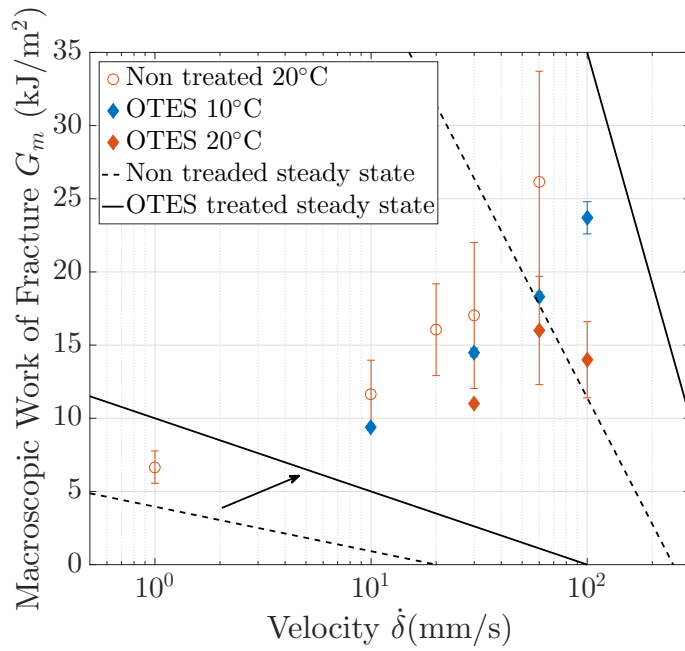 Macroscopic Work of Fracture G_m (kJ/m²)
35
30
25
20
15
10
5
0
Non treated 20°C
OTES 10°C
OTES 20°C
Non treaded steady state
OTES treated steady state
10⁰
10¹
10²
Velocity δ̇(mm/s)